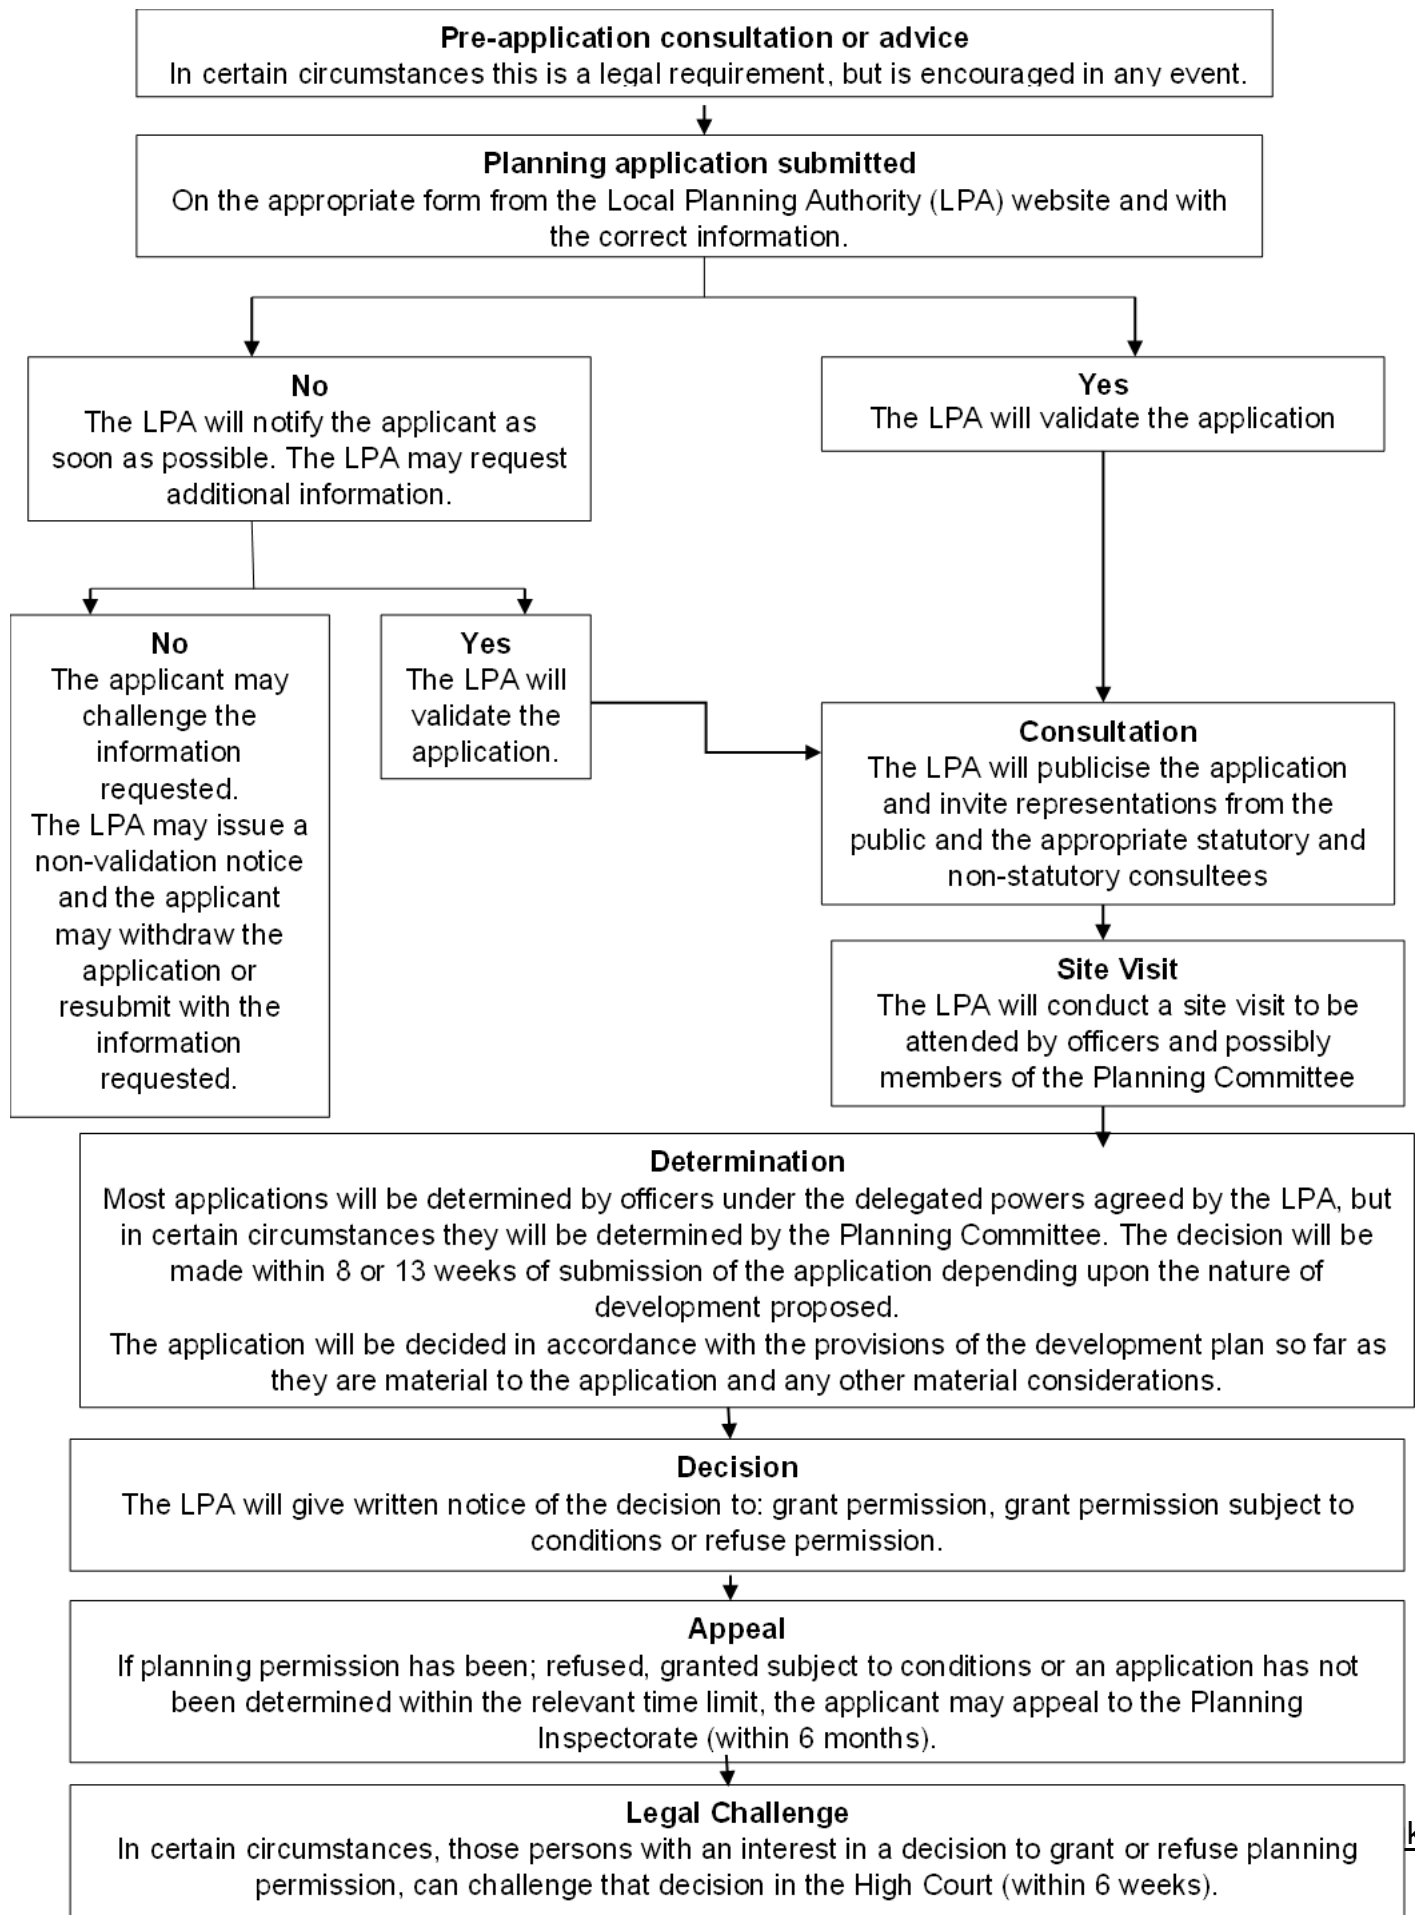 Pre-application consultation or advice
In certain circumstances this is a legal requirement, but is encouraged in any event.
Planning application submitted
On the appropriate form from the Local Planning Authority (LPA) website and with
the correct information.
No
The LPA will notify the applicant as
soon as possible. The LPA may request
additional information.
Yes
The LPA will validate the application
No
The applicant may
challenge the
information
requested.
The LPA may issue a
non-validation notice
and the applicant
may withdraw the
application or
resubmit with the
information
requested.
Yes
The LPA will
validate the
application.
Consultation
The LPA will publicise the application
and invite representations from the
public and the appropriate statutory and
non-statutory consultees
Site Visit
The LPA will conduct a site visit to be
attended by officers and possibly
members of the Planning Committee
Determination
Most applications will be determined by officers under the delegated powers agreed by the LPA, but
in certain circumstances they will be determined by the Planning Committee. The decision will be
made within 8 or 13 weeks of submission of the application depending upon the nature of
development proposed.
The application will be decided in accordance with the provisions of the development plan so far as
they are material to the application and any other material considerations.
Decision
The LPA will give written notice of the decision to: grant permission, grant permission subject to
conditions or refuse permission.
Appeal
If planning permission has been; refused, granted subject to conditions or an application has not
been determined within the relevant time limit, the applicant may appeal to the Planning
Inspectorate (within 6 months).
Legal Challenge
In certain circumstances, those persons with an interest in a decision to grant or refuse planning
permission, can challenge that decision in the High Court (within 6 weeks).